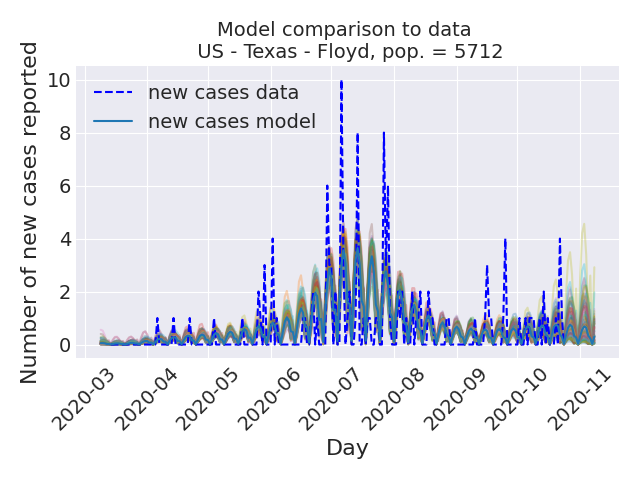 Model comparison to data
US - Texas - Floyd, pop. = 5712
Number of new cases reported
10
8
6
4
2
0
new cases data
new cases model
2020-03
2020-04
2020-05
2020-06
2020-07
2020-08
2020-09
2020-10
2020-11
Day